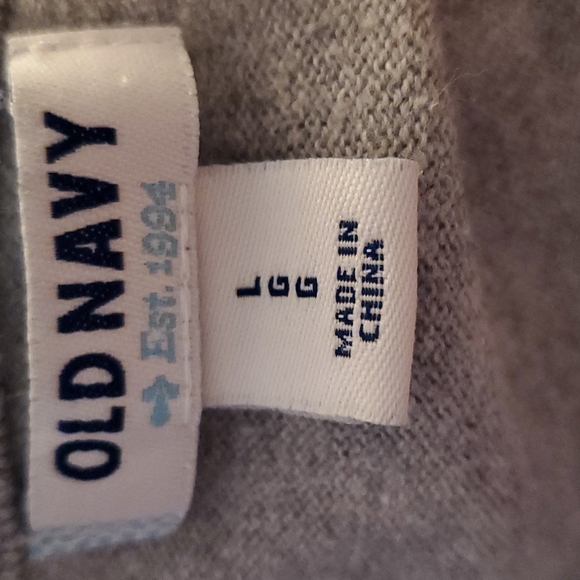 OLD NAVY
Est. 1994
L
G
G
MADE IN
CHINA